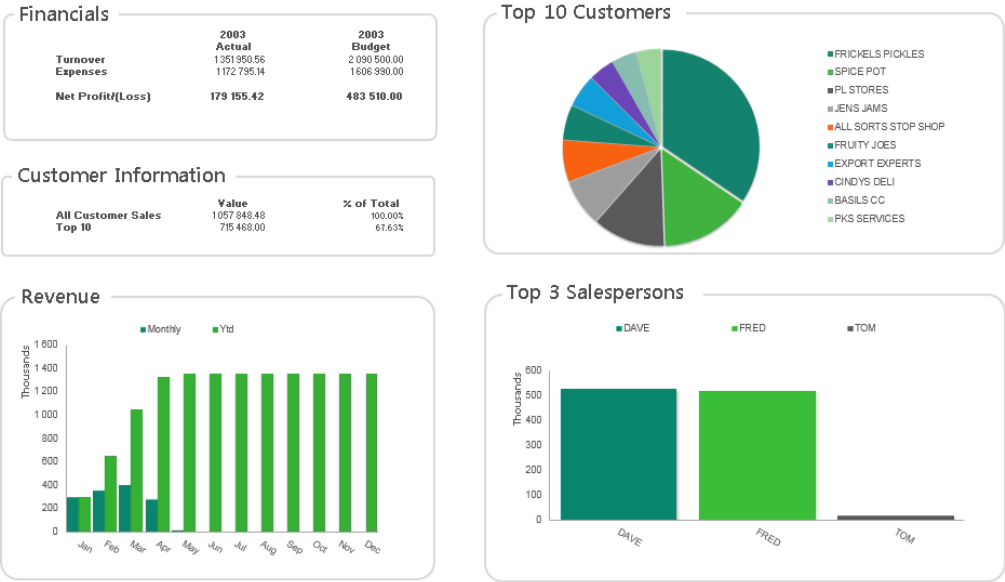 Financials
2003 2003
Actual Budget
Turnover 1 351 950.56 2 090 500.00
Expenses 1 172 795.14 1 606 990.00
Net Profit/(Loss) 179 155.42 483 510.00
Customer Information
Value % of Total
All Customer Sales 1 057 848.48 100.00%
Top 10 715 468.00 67.63%
Revenue
Monthly Ytd
Thousands
1 600
1 400
1 200
1 000
800
600
400
200
0
Jan Feb Mar Apr May Jun Jul Aug Sep Oct Nov Dec
Top 10 Customers
FRICKELS PICKLES
SPICE POT
PL STORES
JENS JAMS
ALL SORTS STOP SHOP
FRUITY JOES
EXPORT EXPERTS
CINDYS DELI
BASILS CC
PKS SERVICES
Top 3 Salespersons
DAVE FRED TOM
Thousands
600
500
400
300
200
100
0
DAVE FRED TOM